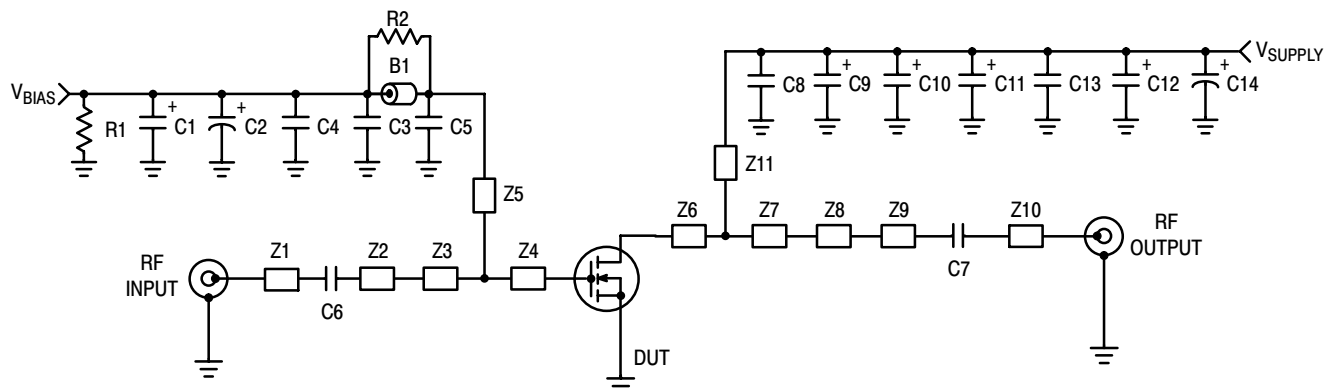 R2
B1
VBIAS
+
+
R1
C1
C2
C4
C3
C5
VSUPPLY
+
+
+
+
+
C8
C9
C10
C11
C13
C12
C14
Z5
Z11
RF
INPUT
Z1
C6
Z2
Z3
Z4
DUT
Z6
Z7
Z8
Z9
C7
Z10
RF
OUTPUT